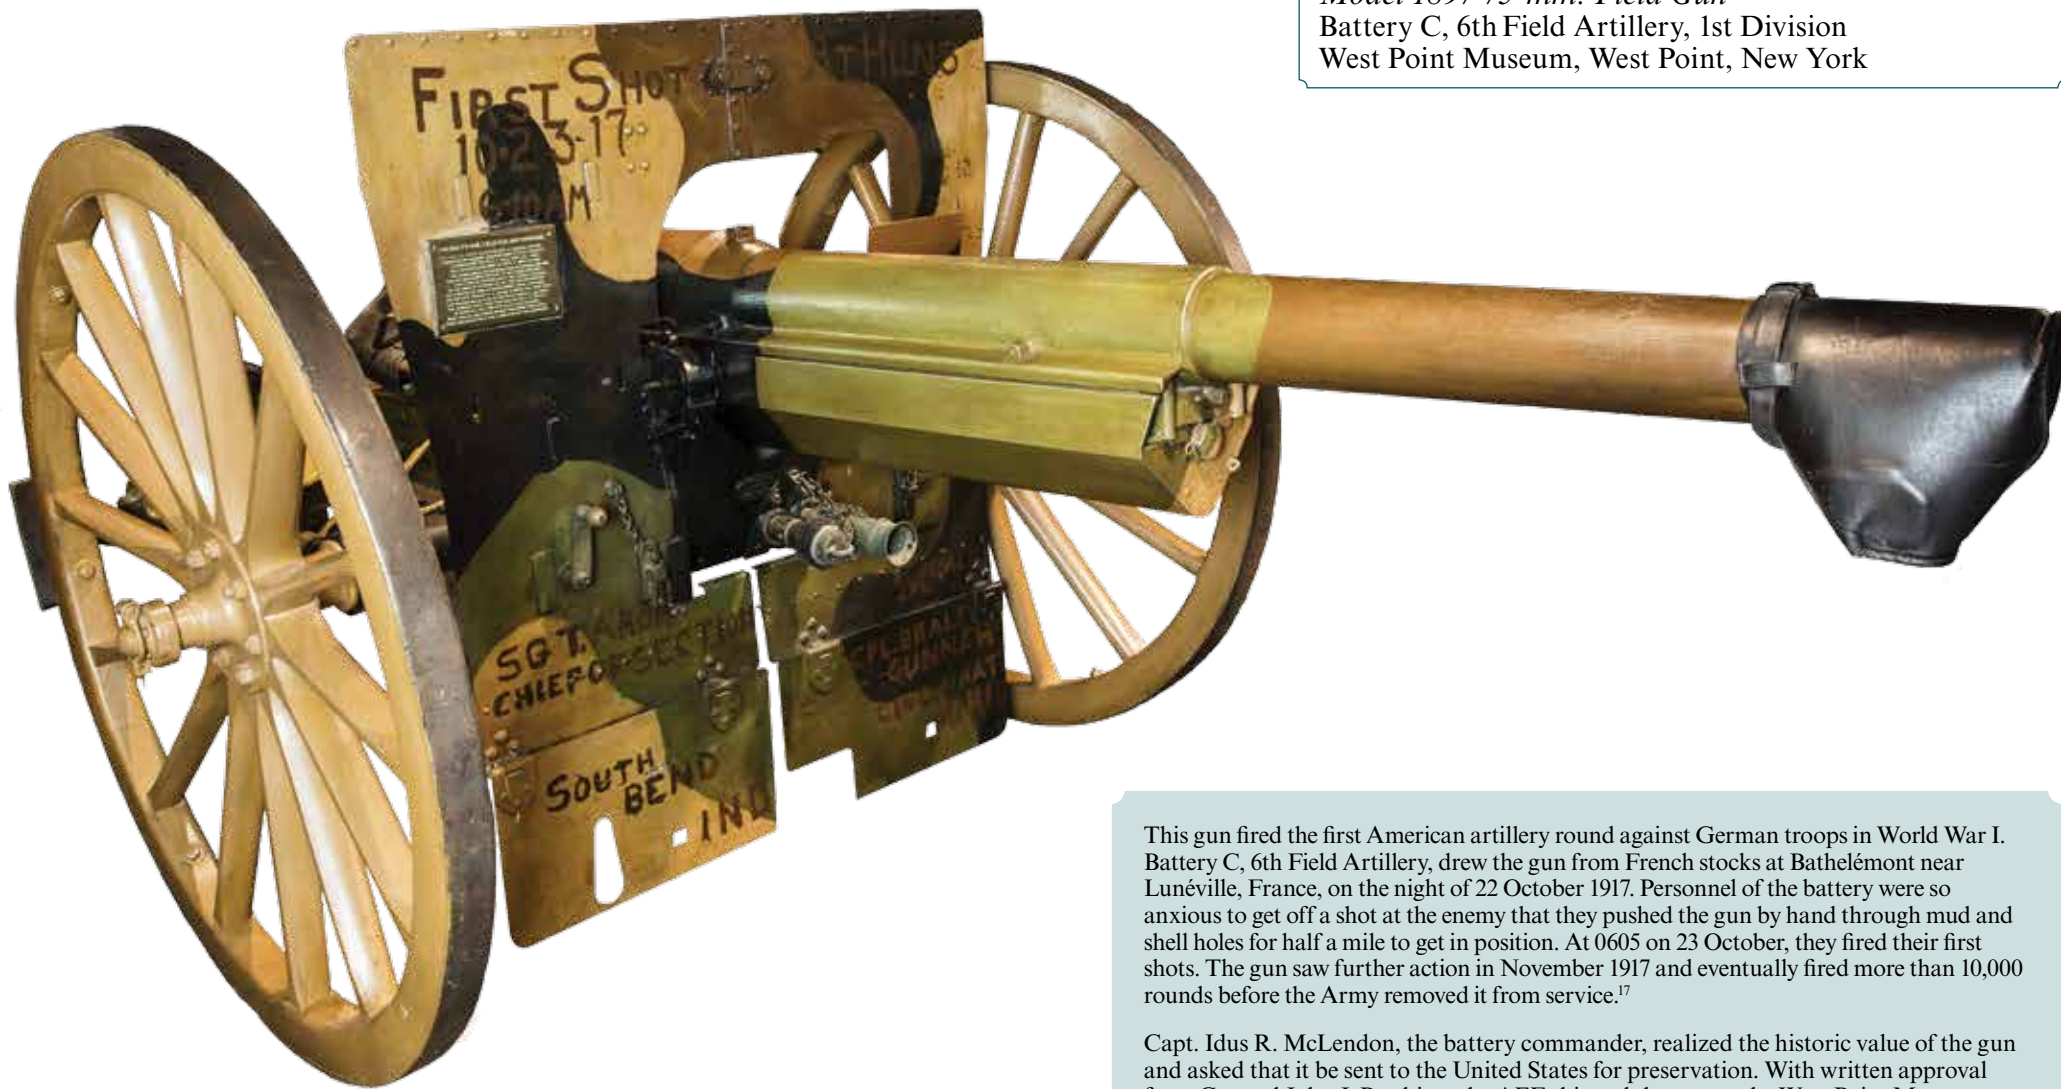 Battery C, 6th Field Artillery, 1st Division
West Point Museum, West Point, New York
FIRST SHOT AT HUNS
10-23-17
AM
SGT.
CHIEF OF SECTION
SOUTH
BEND
IND
GUNNER
This gun fired the first American artillery round against German troops in World War I.
Battery C, 6th Field Artillery, drew the gun from French stocks at Bathelémont near
Lunéville, France, on the night of 22 October 1917. Personnel of the battery were so
anxious to get off a shot at the enemy that they pushed the gun by hand through mud and
shell holes for half a mile to get in position. At 0605 on 23 October, they fired their first
shots. The gun saw further action in November 1917 and eventually fired more than 10,000
rounds before the Army removed it from service.17
Capt. Idus R. McLendon, the battery commander, realized the historic value of the gun
and asked that it be sent to the United States for preservation. With written approval